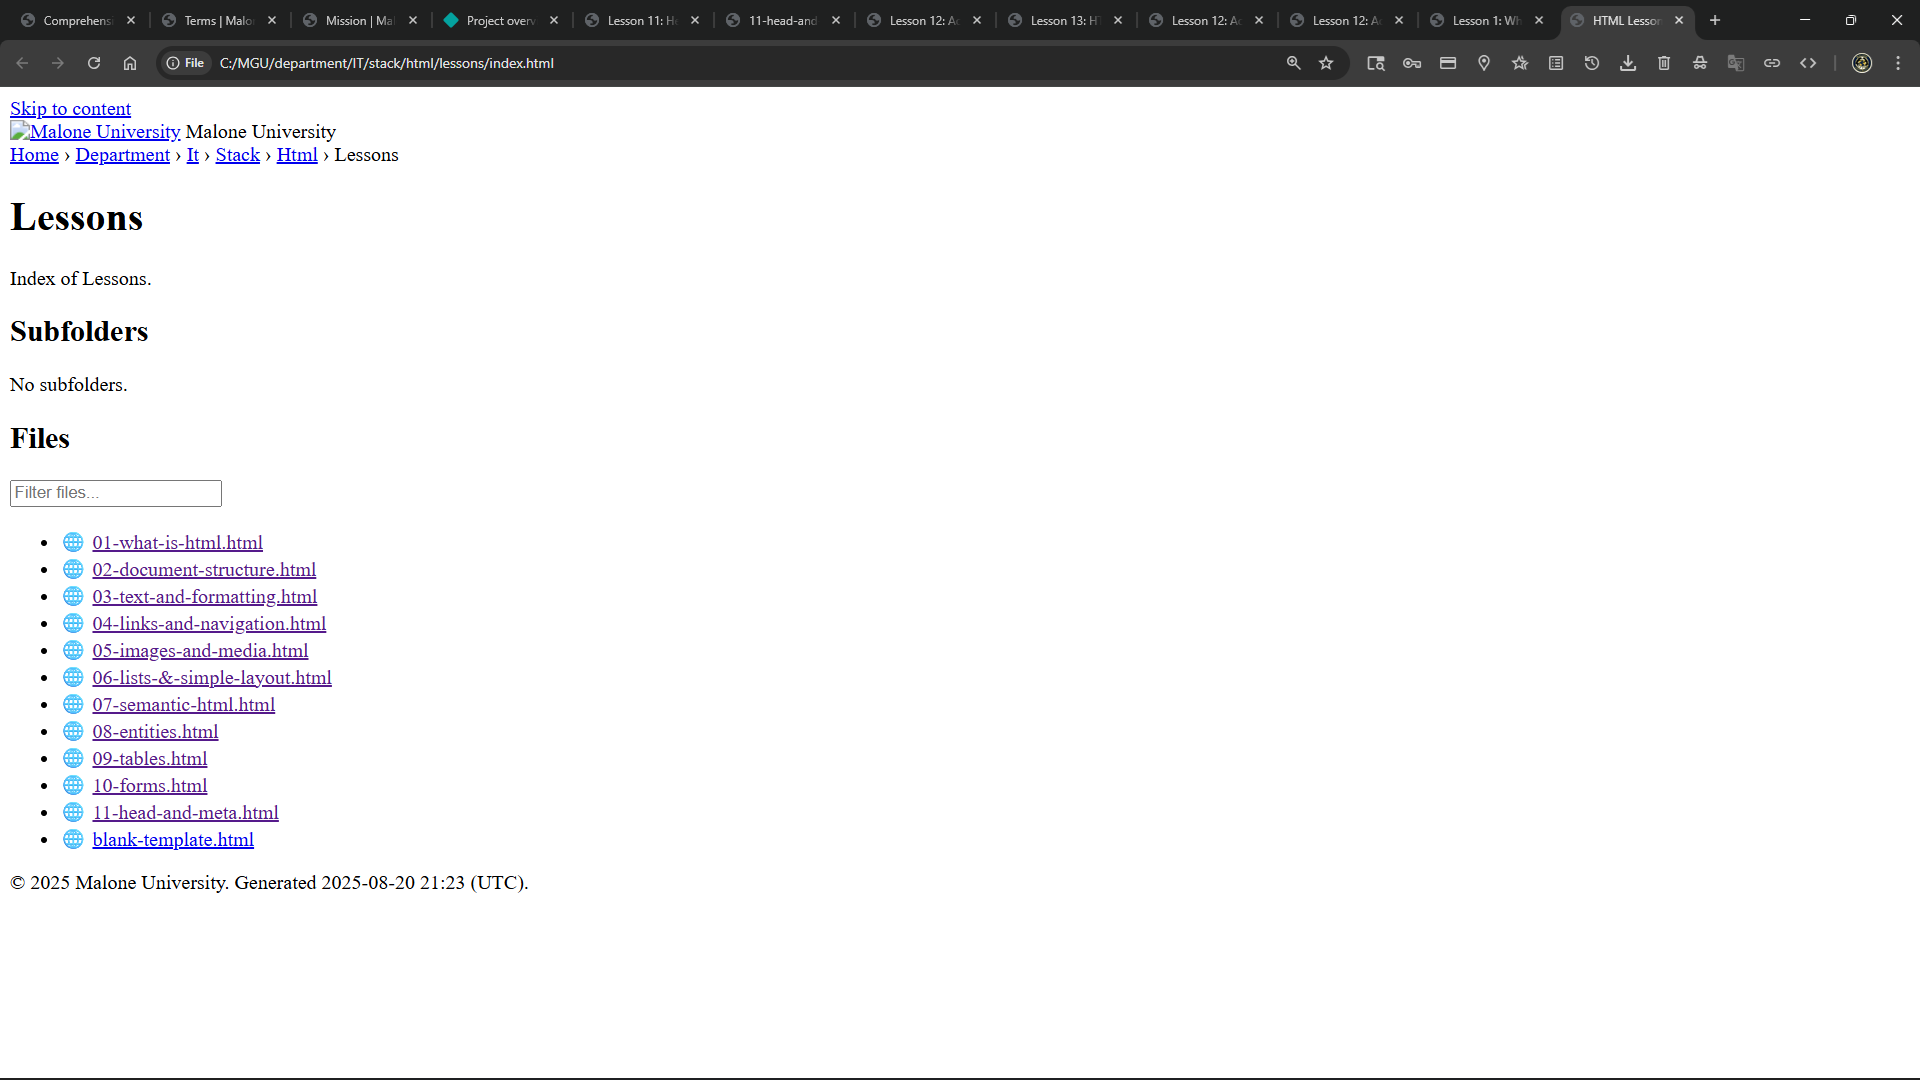 Comprehensi
Terms | Malo
Mission | Ma
Project overv
Lesson 11: He
11-head-and
Lesson 12: Ac
Lesson 13: HT
Lesson 12: Ac
Lesson 12: Ac
Lesson 1: Wh
HTML Lesson
File
C:/MGU/department/IT/stack/html/lessons/index.html
Skip to content
Malone University Malone University
Home › Department › It › Stack › Html › Lessons
Lessons
Index of Lessons.
Subfolders
No subfolders.
Files
Filter files...
01-what-is-html.html
02-document-structure.html
03-text-and-formatting.html
04-links-and-navigation.html
05-images-and-media.html
06-lists-&-simple-layout.html
07-semantic-html.html
08-entities.html
09-tables.html
10-forms.html
11-head-and-meta.html
blank-template.html
© 2025 Malone University. Generated 2025-08-20 21:23 (UTC).